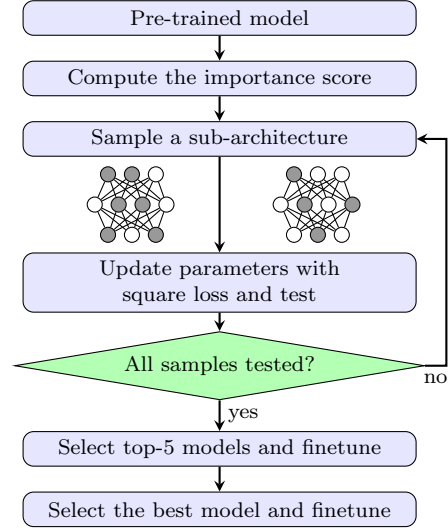 Pre-trained model
Compute the importance score
Sample a sub-architecture
Update parameters with
square loss and test
All samples tested?
no
yes
Select top-5 models and finetune
Select the best model and finetune